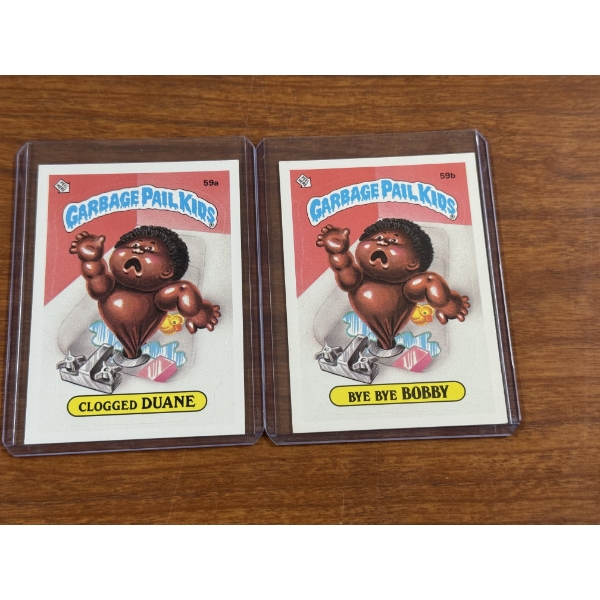 59a
GARBAGE PAIL KIDS
CLOGGED DUANE
59b
GARBAGE PAIL KIDS
BYE BYE BOBBY